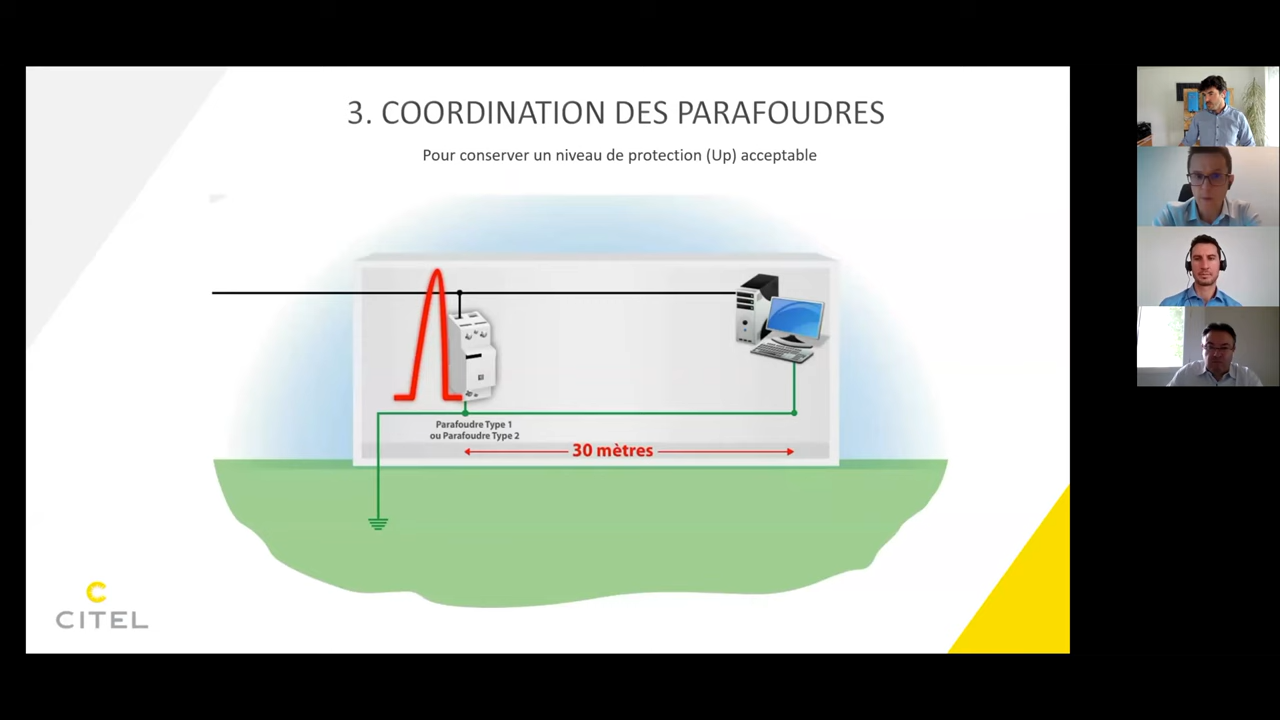 3. COORDINATION DES PARAFOUDRES
Pour conserver un niveau de protection (Up) acceptable
Parafoudre Type 1
ou Parafoudre Type 2
30 mètres
C
CITEL